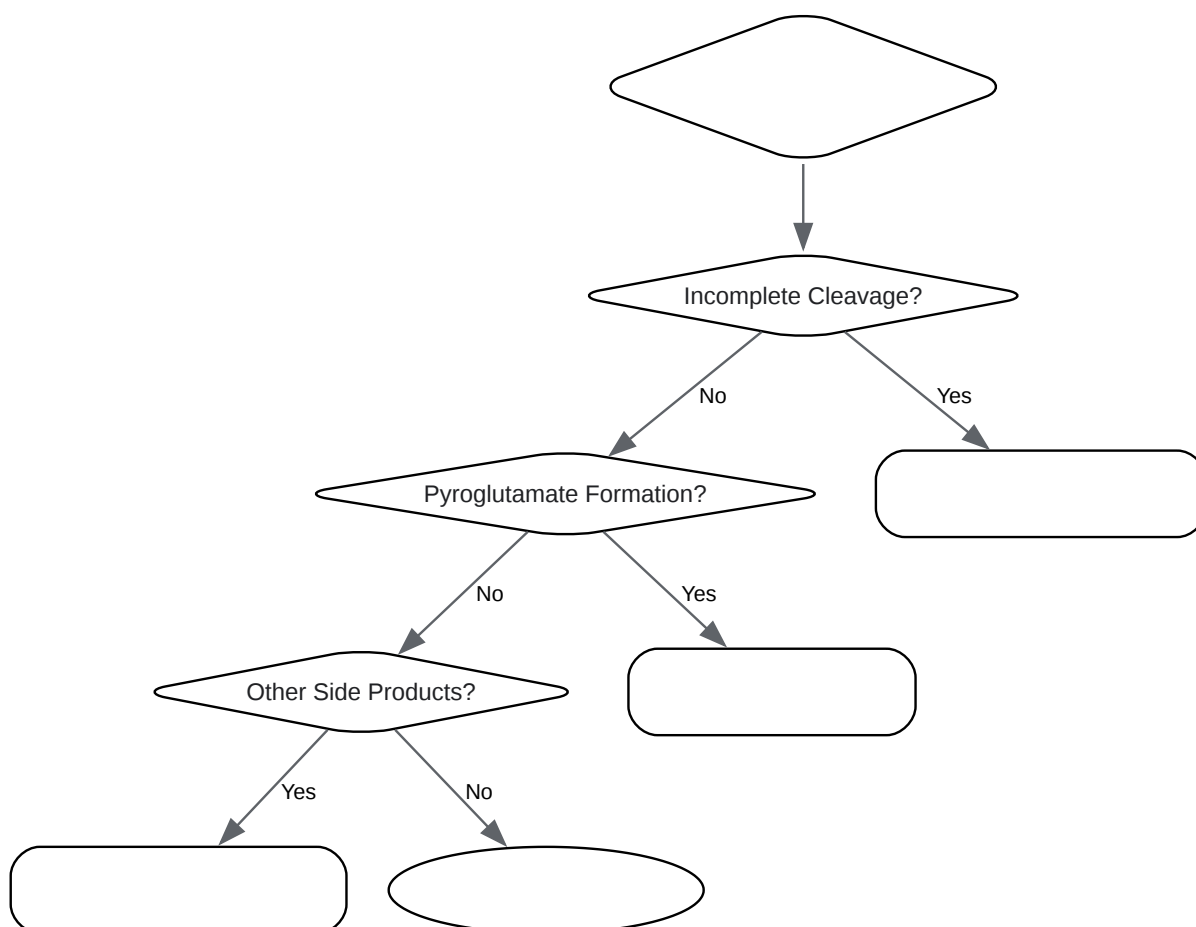 Incomplete Cleavage?
No
Yes
Pyroglutamate Formation?
No
Yes
Other Side Products?
Yes
No